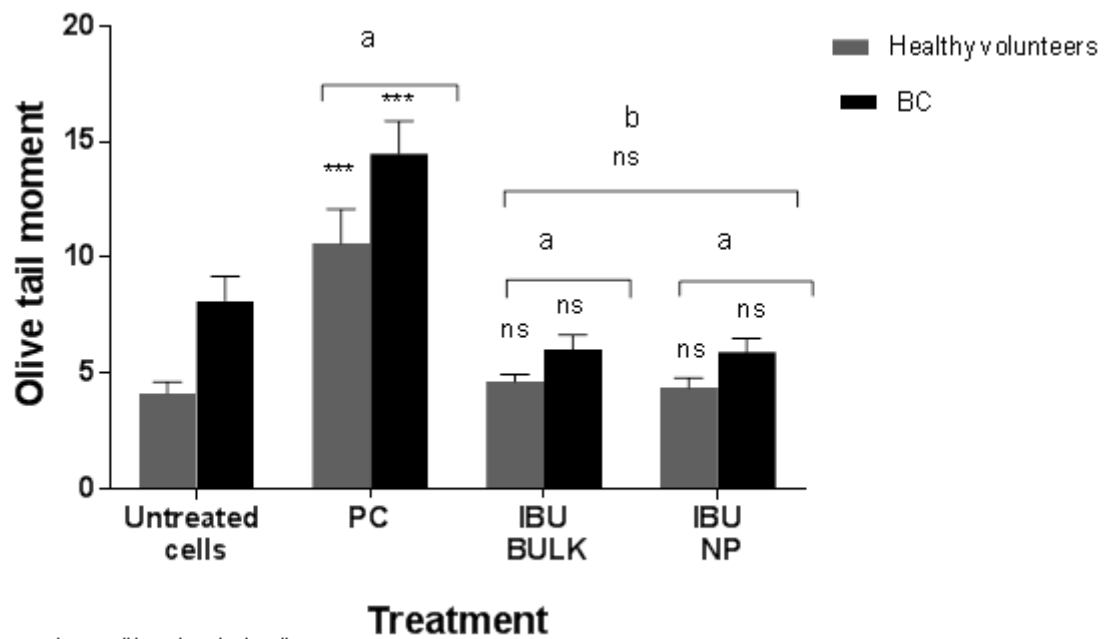 20
15
10
5
0
Olive tail moment
a
***
***
b
ns
a
a
ns
ns
ns
ns
Untreated cells
PC
IBU BULK
IBU NP
Treatment
Healthy volunteers
BC